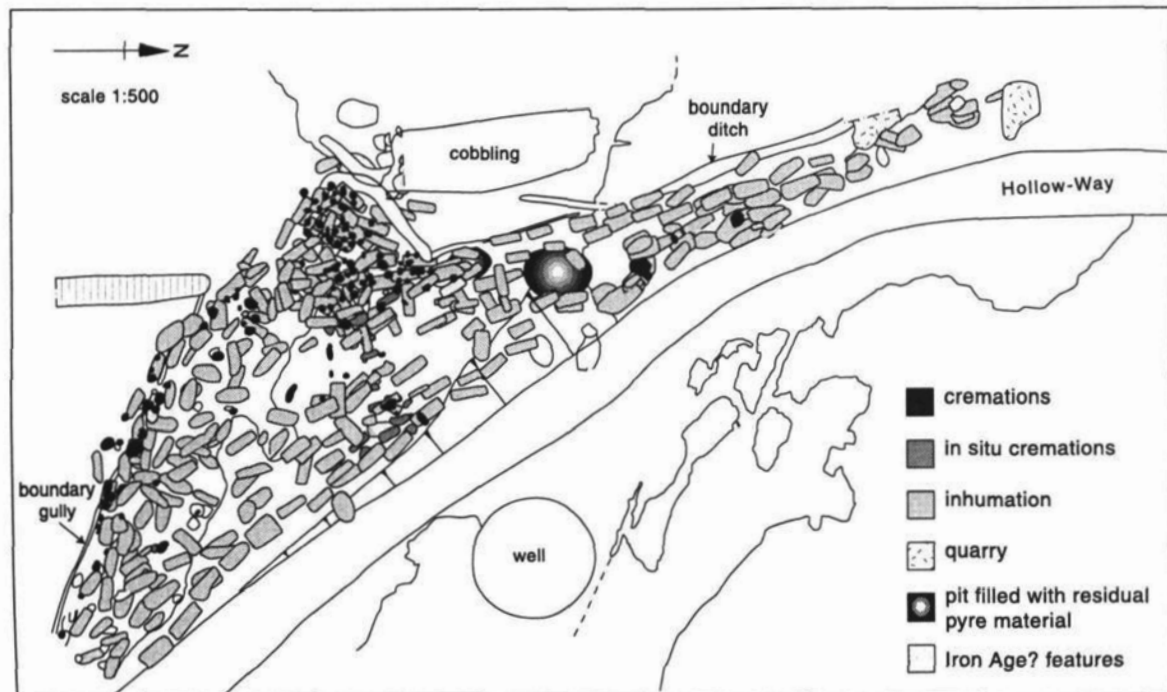 N
scale 1:500
cobbling
boundary
ditch
Hollow-Way
boundary
gully
well
cremations
in situ cremations
inhumation
quarry
pit filled with residual
pyre material
Iron Age? features